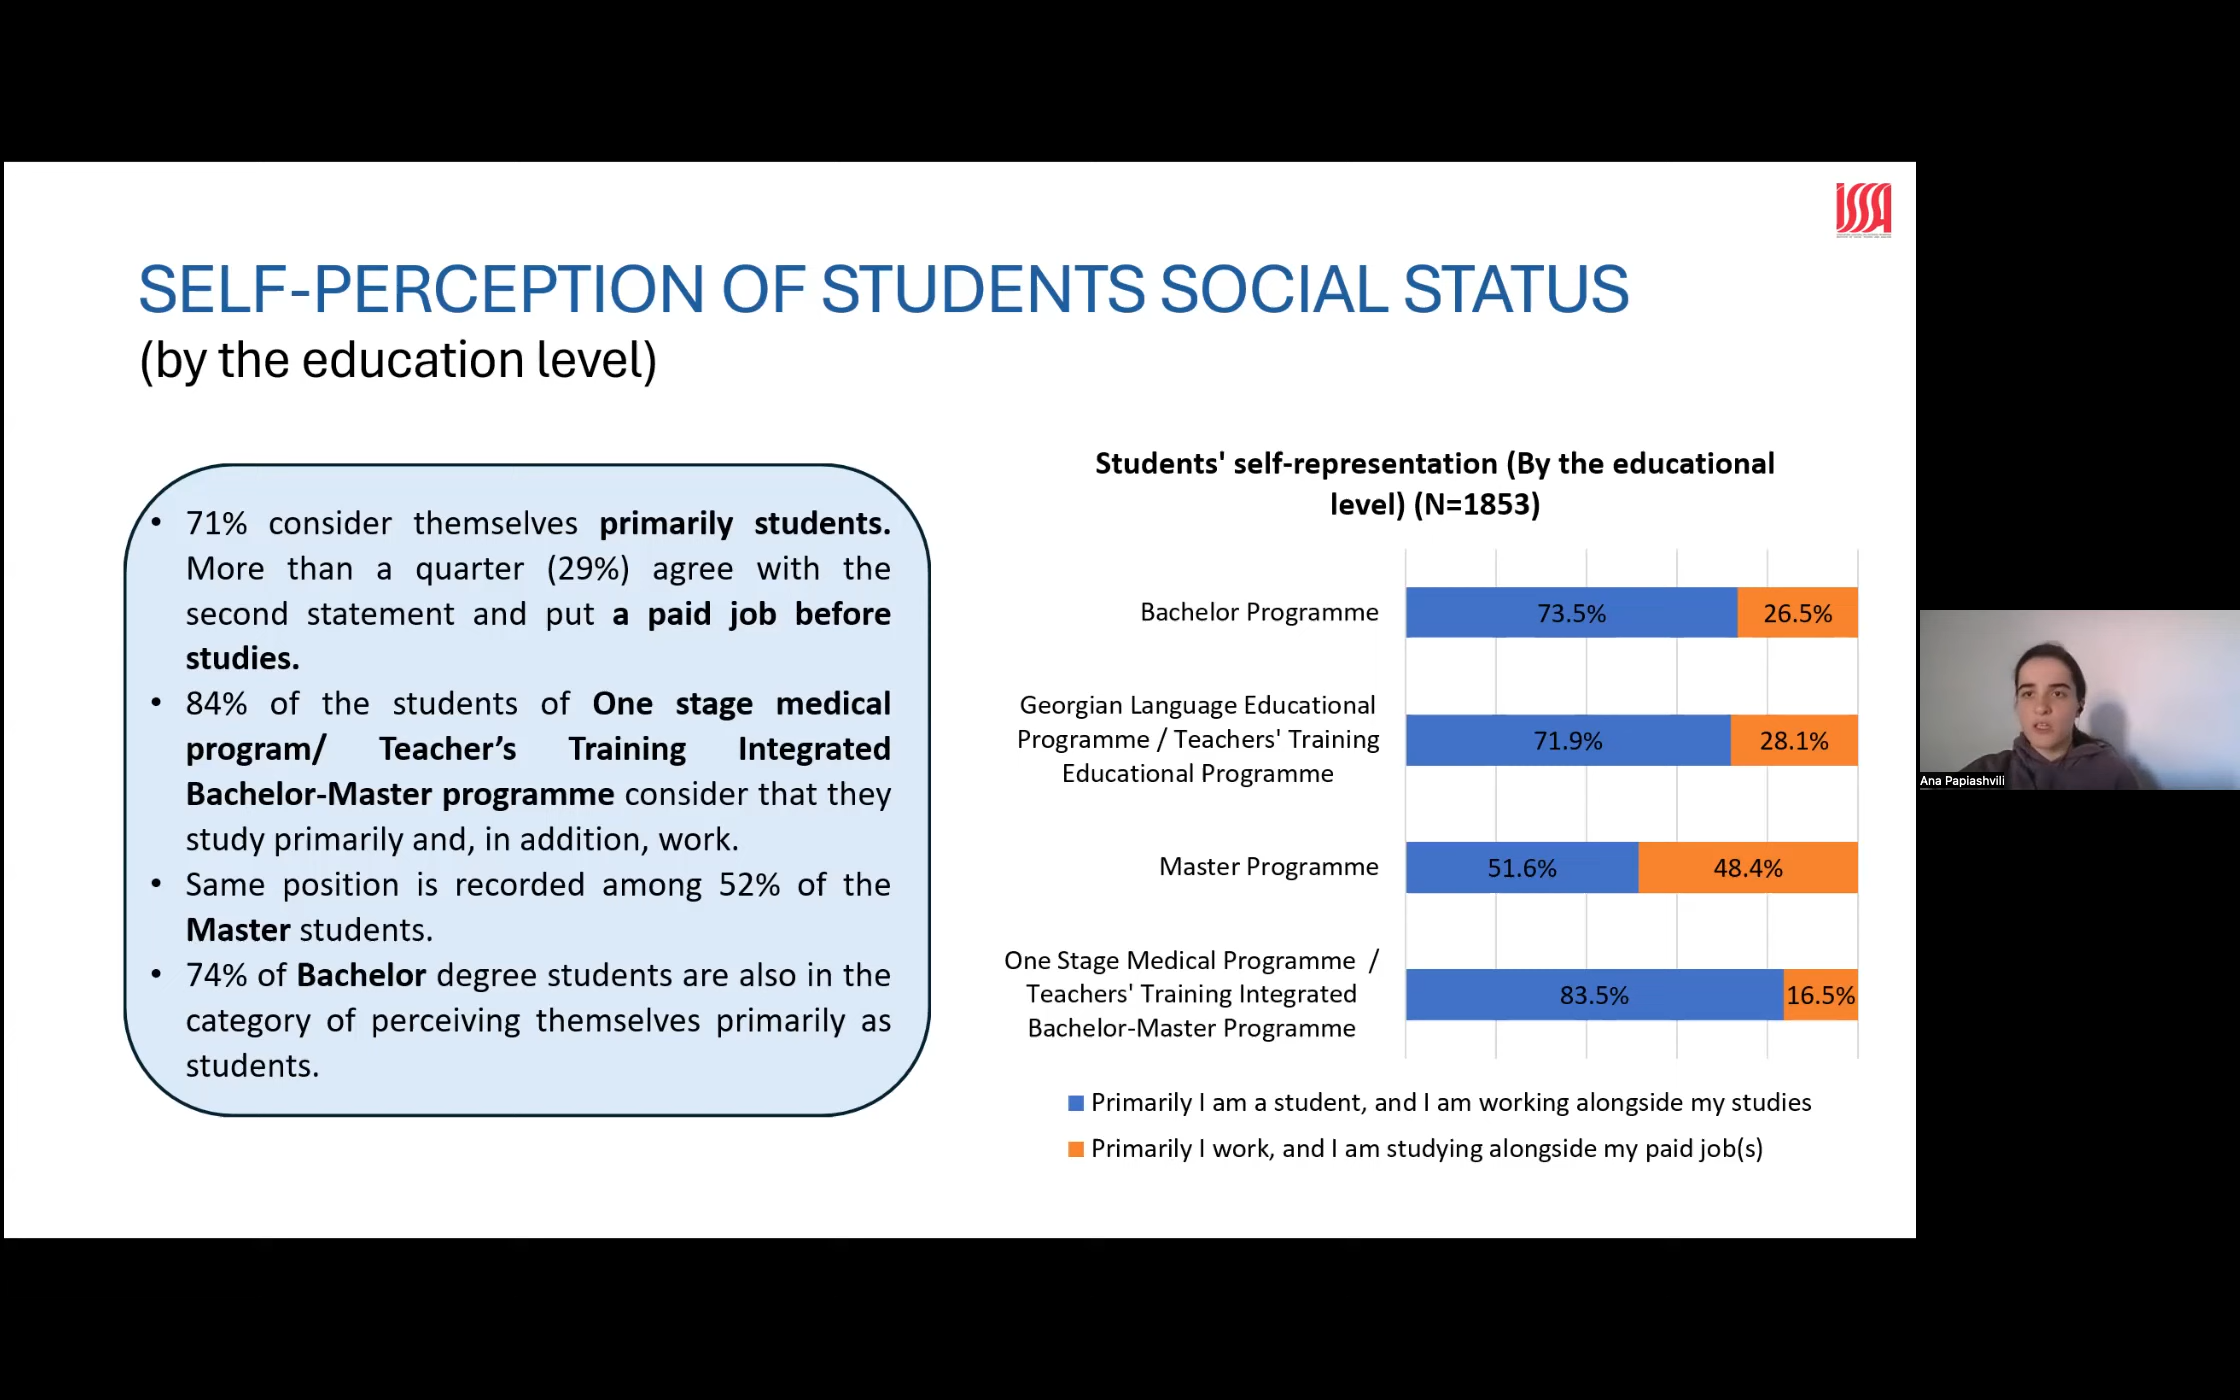 ISSA
SELF-PERCEPTION OF STUDENTS SOCIAL STATUS
(by the education level)
• 71% consider themselves primarily students.
More than a quarter (29%) agree with the
second statement and put a paid job before
studies.
• 84% of the students of One stage medical
program/ Teacher’s Training Integrated
Bachelor-Master programme consider that they
study primarily and, in addition, work.
• Same position is recorded among 52% of the
Master students.
• 74% of Bachelor degree students are also in the
category of perceiving themselves primarily as
students.
Students' self-representation (By the educational
level) (N=1853)
Bachelor Programme
73.5%
26.5%
Georgian Language Educational
Programme / Teachers' Training
Educational Programme
71.9%
28.1%
Master Programme
51.6%
48.4%
One Stage Medical Programme /
Teachers' Training Integrated
Bachelor-Master Programme
83.5%
16.5%
Primarily I am a student, and I am working alongside my studies
Primarily I work, and I am studying alongside my paid job(s)
Ana Papiashvili